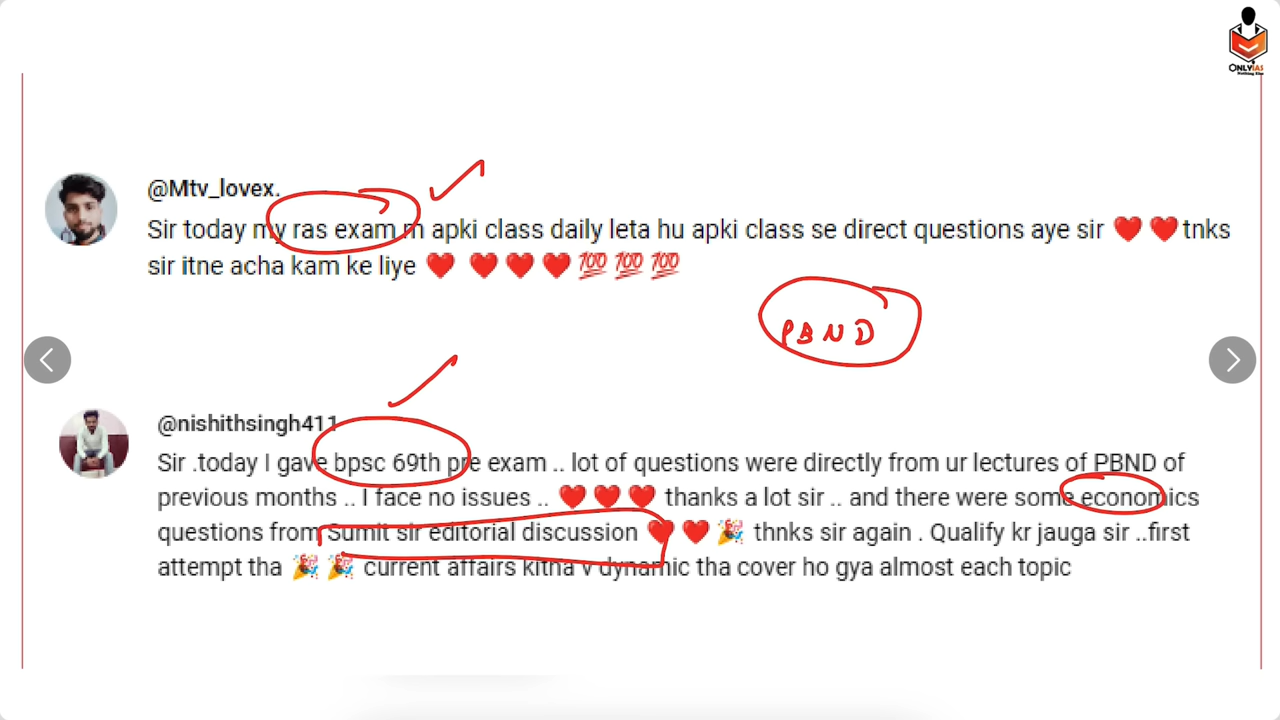 ONLYIAS
Nothing Else
@Mtv_lovex.
Sir today my ras exam m apki class daily leta hu apki class se direct questions aye sir ❤️ ❤️ tnks
sir itne acha kam ke liye ❤️ ❤️ ❤️ ❤️ 💯 💯 💯
PBND
@nishithsingh411
Sir .today I gave bpsc 69th pre exam .. lot of questions were directly from ur lectures of PBND of
previous months .. I face no issues .. ❤️ ❤️ ❤️ thanks a lot sir .. and there were some economics
questions from Sumit sir editorial discussion ❤️ ❤️ 🎉 thnks sir again . Qualify kr jauga sir ..first
attempt tha 🎉 🎉 current affairs kitna v dynamic tha cover ho gya almost each topic